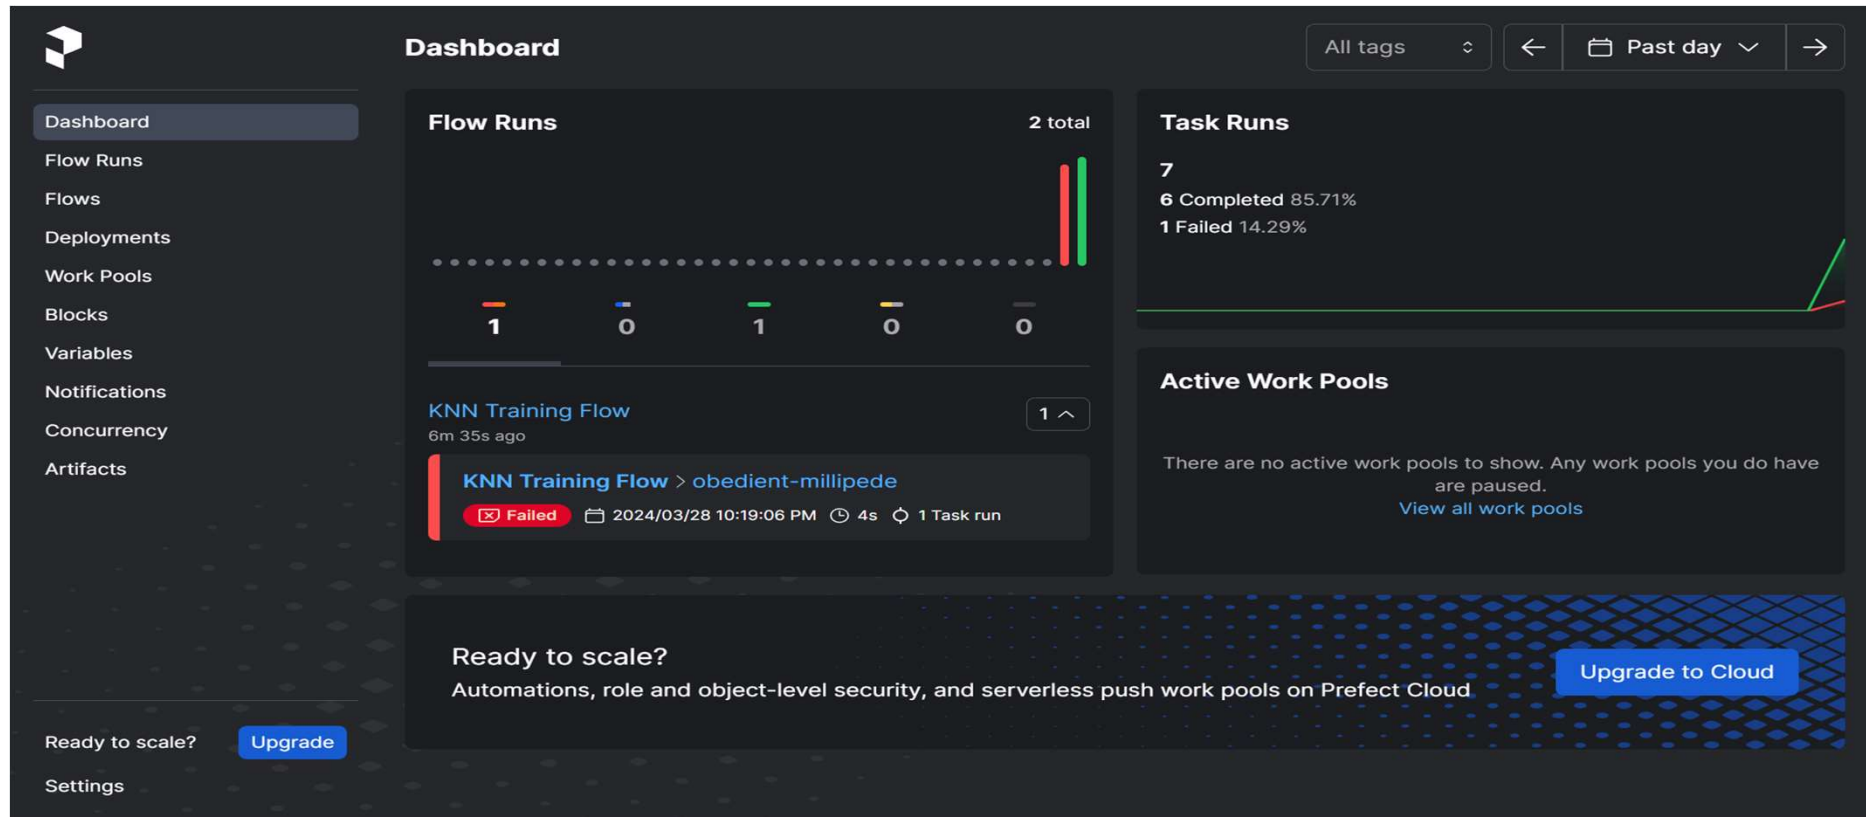 Dashboard
Flow Runs
Flows
Deployments
Work Pools
Blocks
Variables
Notifications
Concurrency
Artifacts
Ready to scale? Upgrade
Settings
Dashboard
All tags
Past day
Flow Runs 2 total
1 0 1 0 0
KNN Training Flow 1
6m 35s ago
KNN Training Flow > obedient-millipede
Failed 2024/03/28 10:19:06 PM 4s 1 Task run
Task Runs
7
6 Completed 85.71%
1 Failed 14.29%
Active Work Pools
There are no active work pools to show. Any work pools you do have
are paused.
View all work pools
Ready to scale?
Automations, role and object-level security, and serverless push work pools on Prefect Cloud
Upgrade to Cloud